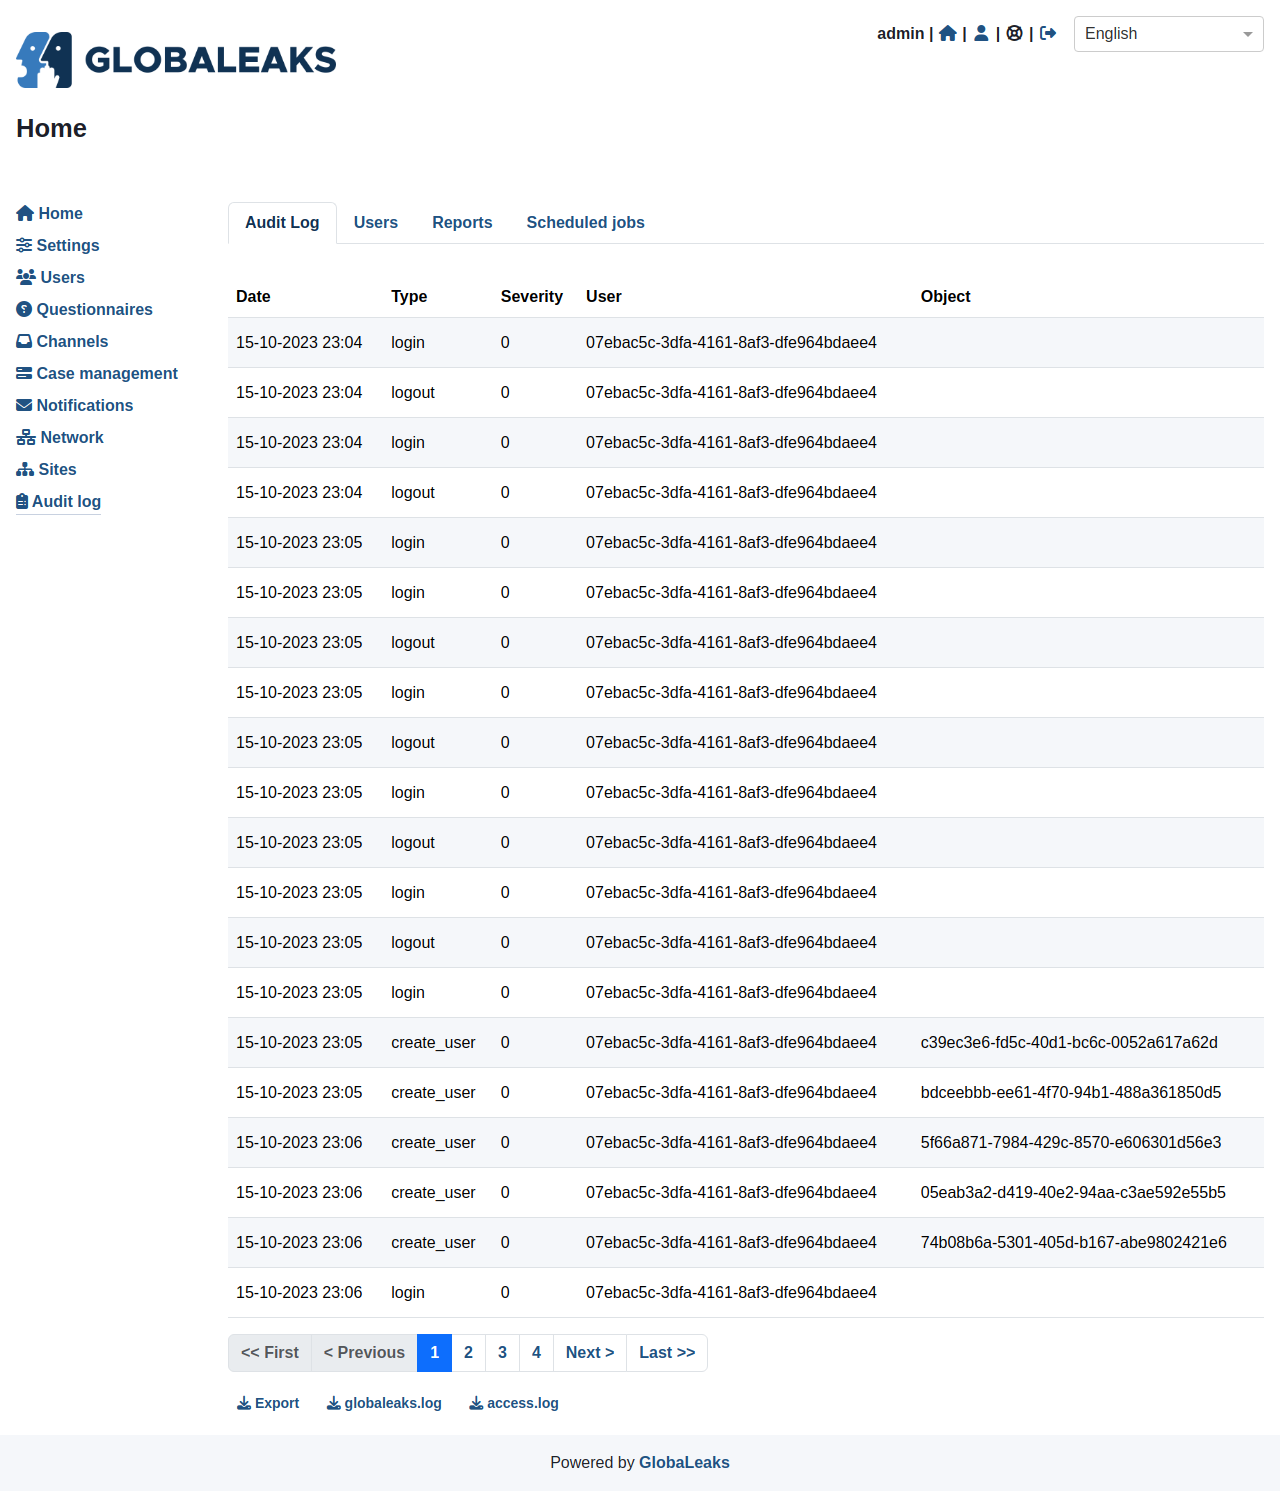 admin | | | | English
GLOBALEAKS
Home
Home
Settings
Users
Questionnaires
Channels
Case management
Notifications
Network
Sites
Audit log
Audit Log Users Reports Scheduled jobs
Date Type Severity User Object
15-10-2023 23:04 login 0 07ebac5c-3dfa-4161-8af3-dfe964bdaee4
15-10-2023 23:04 logout 0 07ebac5c-3dfa-4161-8af3-dfe964bdaee4
15-10-2023 23:04 login 0 07ebac5c-3dfa-4161-8af3-dfe964bdaee4
15-10-2023 23:04 logout 0 07ebac5c-3dfa-4161-8af3-dfe964bdaee4
15-10-2023 23:05 login 0 07ebac5c-3dfa-4161-8af3-dfe964bdaee4
15-10-2023 23:05 login 0 07ebac5c-3dfa-4161-8af3-dfe964bdaee4
15-10-2023 23:05 logout 0 07ebac5c-3dfa-4161-8af3-dfe964bdaee4
15-10-2023 23:05 login 0 07ebac5c-3dfa-4161-8af3-dfe964bdaee4
15-10-2023 23:05 logout 0 07ebac5c-3dfa-4161-8af3-dfe964bdaee4
15-10-2023 23:05 login 0 07ebac5c-3dfa-4161-8af3-dfe964bdaee4
15-10-2023 23:05 logout 0 07ebac5c-3dfa-4161-8af3-dfe964bdaee4
15-10-2023 23:05 login 0 07ebac5c-3dfa-4161-8af3-dfe964bdaee4
15-10-2023 23:05 logout 0 07ebac5c-3dfa-4161-8af3-dfe964bdaee4
15-10-2023 23:05 login 0 07ebac5c-3dfa-4161-8af3-dfe964bdaee4
15-10-2023 23:05 create_user 0 07ebac5c-3dfa-4161-8af3-dfe964bdaee4 c39ec3e6-fd5c-40d1-bc6c-0052a617a62d
15-10-2023 23:05 create_user 0 07ebac5c-3dfa-4161-8af3-dfe964bdaee4 bdceebbb-ee61-4f70-94b1-488a361850d5
15-10-2023 23:06 create_user 0 07ebac5c-3dfa-4161-8af3-dfe964bdaee4 5f66a871-7984-429c-8570-e606301d56e3
15-10-2023 23:06 create_user 0 07ebac5c-3dfa-4161-8af3-dfe964bdaee4 05eab3a2-d419-40e2-94aa-c3ae592e55b5
15-10-2023 23:06 create_user 0 07ebac5c-3dfa-4161-8af3-dfe964bdaee4 74b08b6a-5301-405d-b167-abe9802421e6
15-10-2023 23:06 login 0 07ebac5c-3dfa-4161-8af3-dfe964bdaee4
<< First < Previous 1 2 3 4 Next > Last >>
Export globaleaks.log access.log
Powered by GlobaLeaks